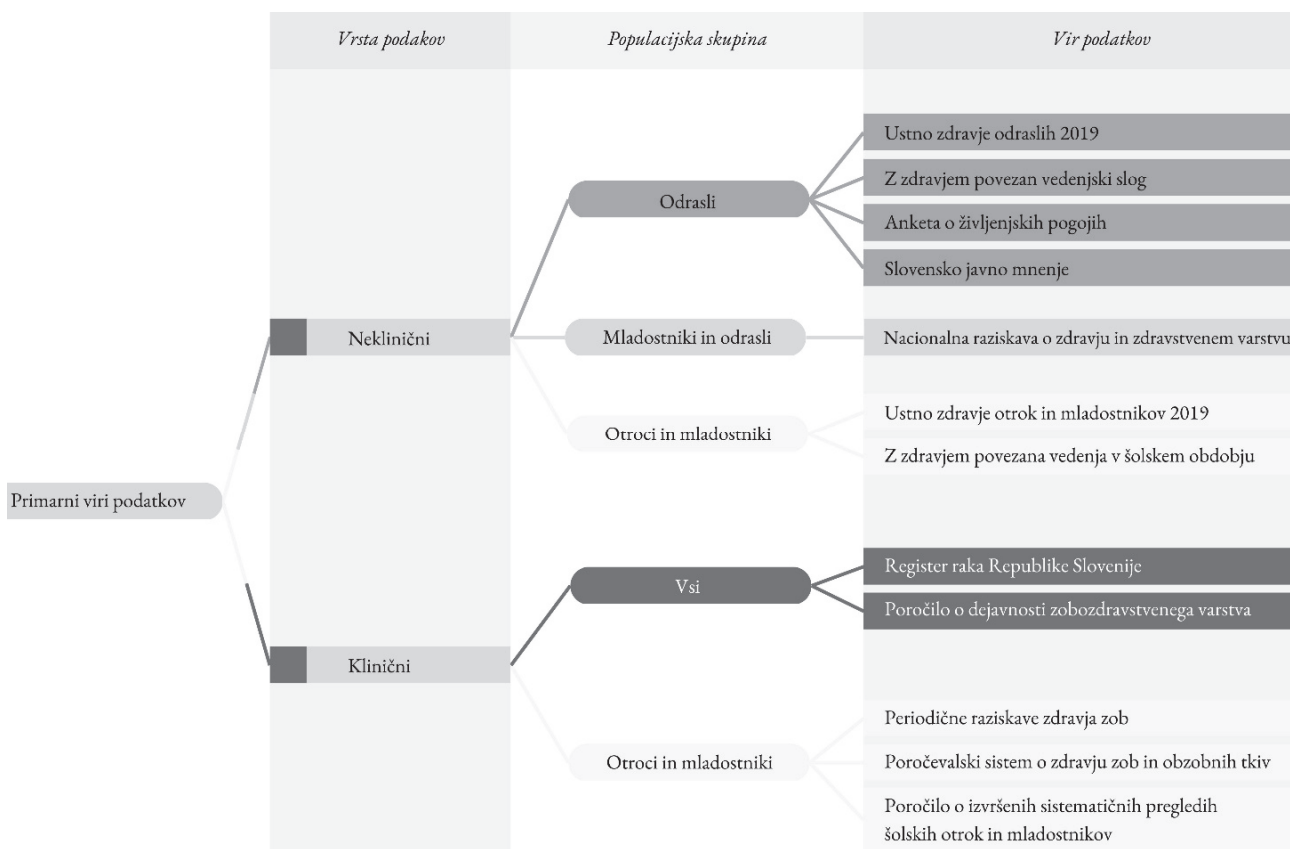 Vrsta podakov
Populacijska skupina
Vir podatkov
Primarni viri podatkov
Neklinični
Odrasli
Ustno zdravje odraslih 2019
Z zdravjem povezan vedenjski slog
Anketa o življenjskih pogojih
Slovensko javno mnenje
Mladostniki in odrasli
Nacionalna raziskava o zdravju in zdravstvenem varstvu
Otroci in mladostniki
Ustno zdravje otrok in mladostnikov 2019
Z zdravjem povezana vedenja v šolskem obdobju
Klinični
Vsi
Register raka Republike Slovenije
Poročilo o dejavnosti zobozdravstvenega varstva
Otroci in mladostniki
Periodične raziskave zdravja zob
Poročevalski sistem o zdravju zob in obzobnih tkiv
Poročilo o izvršenih sistematičnih pregledih
šolskih otrok in mladostnikov